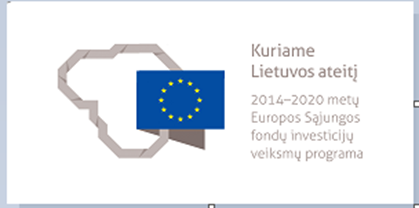 Kuriame
Lietuvos ateitį
2014–2020 metų
Europos Sąjungos
fondų investicijų
veiksmų programa